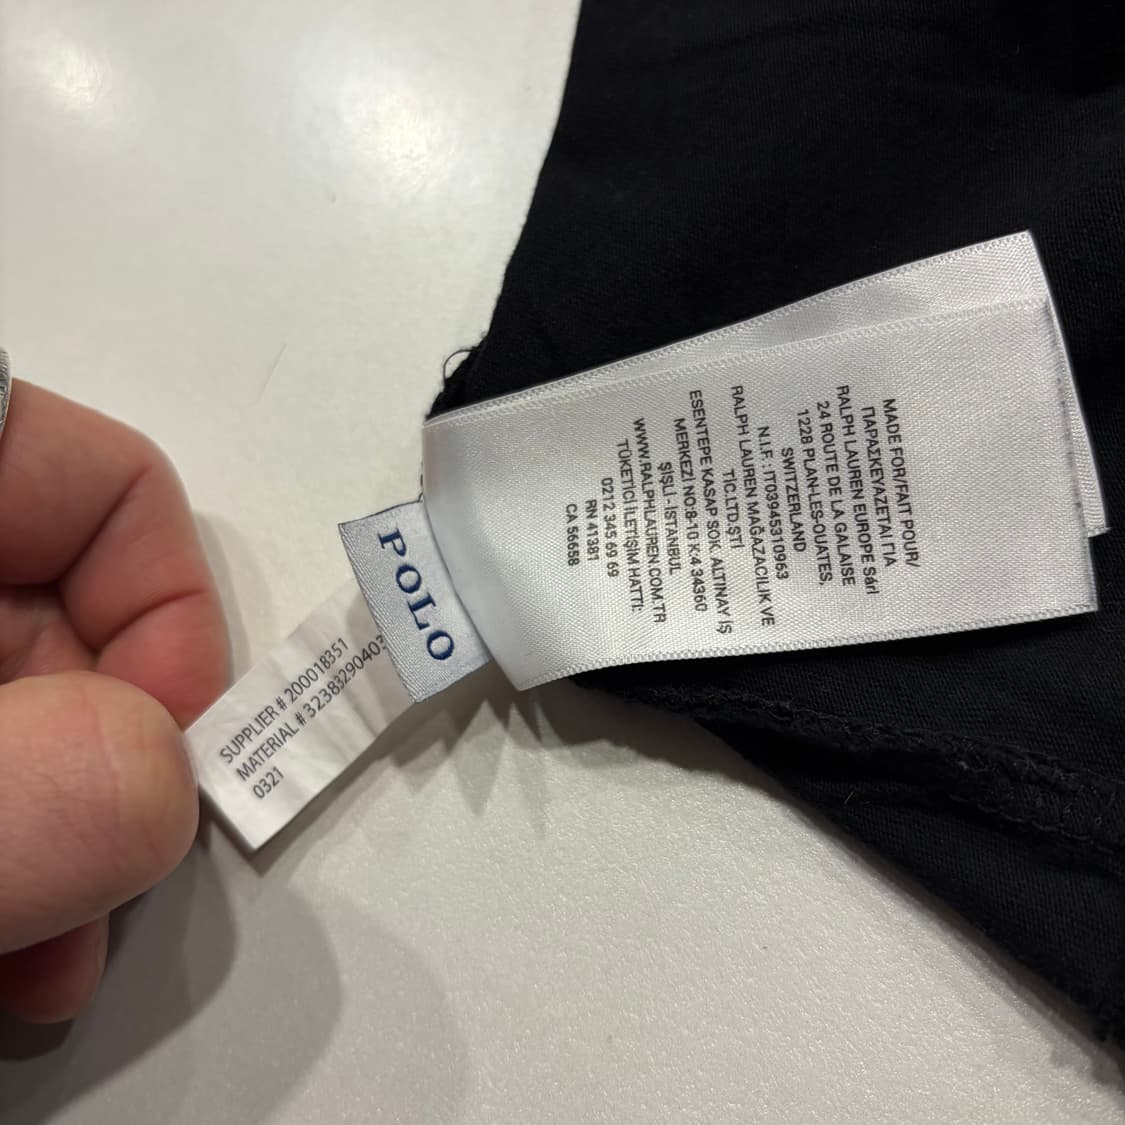 MADE FOR/FAIT POUR/
ΠΑΡΑΣΚΕΥΑΖΕΤΑΙ ΓΙΑ
RALPH LAUREN EUROPE Sárl
24 ROUTE DE LA GALAISE
1228 PLAN-LES-OUATES,
SWITZERLAND
N.I.F.: IT03945310963
RALPH LAUREN MAĞAZACILIK VE
TİC.LTD.ŞTİ
ESENTEPE KASAP SOK. ALTINAY İŞ
MERKEZİ NO:8-10 K:4 34360
ŞİŞLİ - İSTANBUL
WWW.RALPHLAUREN.COM.TR
TÜKETİCİ İLETİŞİM HATTI:
0212 345 69 69
RN 41381
CA 56658
POLO
SUPPLIER # 200018351
MATERIAL # 32383290403
0321